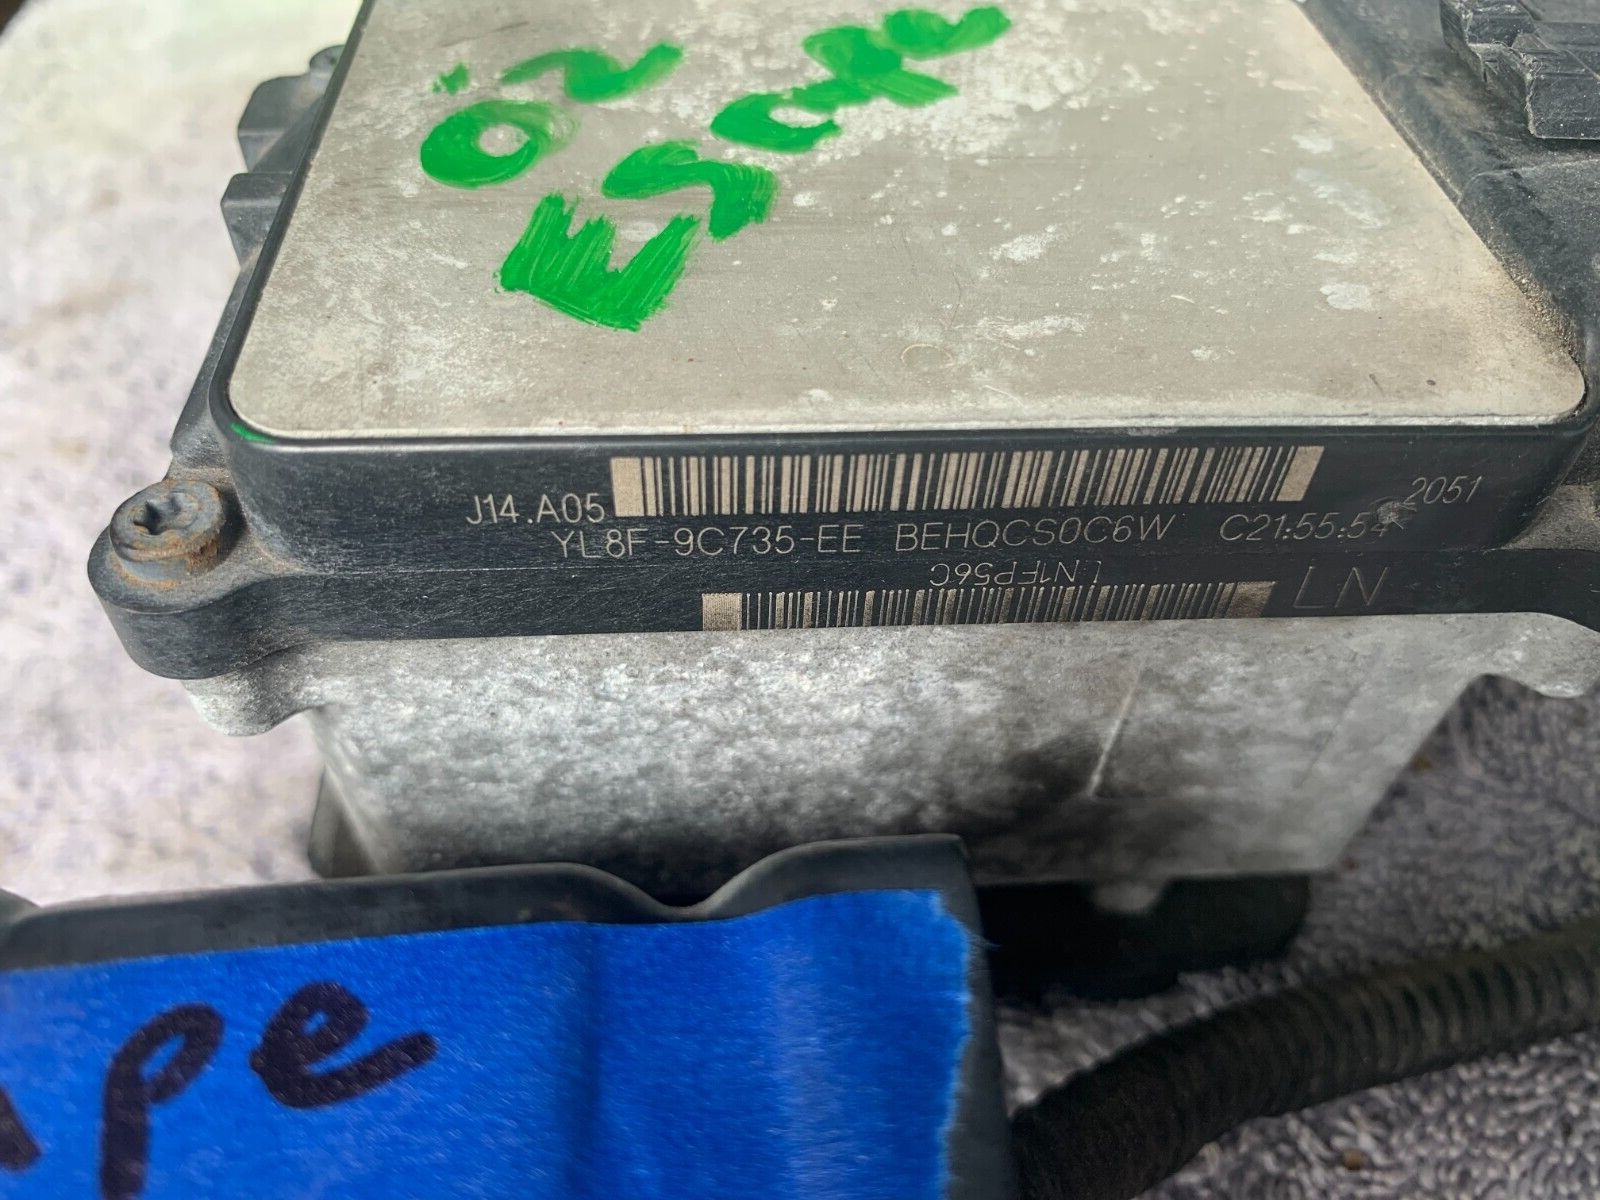 '02
Escape
J14.A05
2051
YL8F-9C735-EE BEHQCS0C6W C21:55:54
LN1FP56C
LN
pe